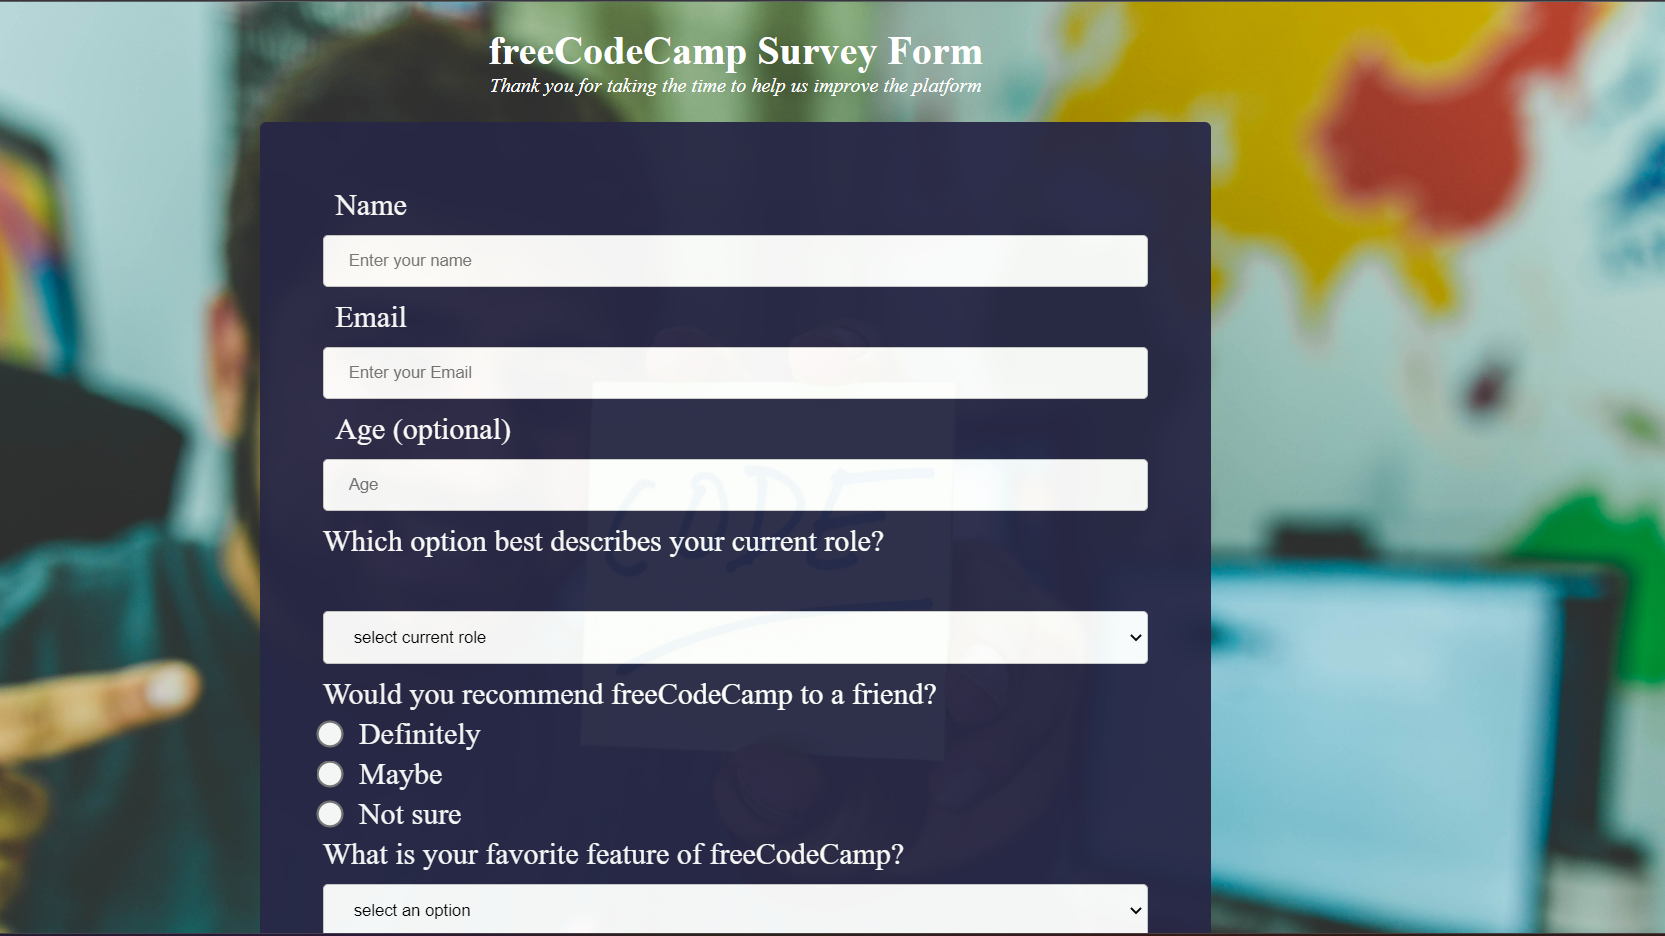 freeCodeCamp Survey Form
Thank you for taking the time to help us improve the platform
Name
Enter your name
Email
Enter your Email
Age (optional)
Age
CODE
Which option best describes your current role?
select current role
Would you recommend freeCodeCamp to a friend?
Definitely
Maybe
Not sure
What is your favorite feature of freeCodeCamp?
select an option